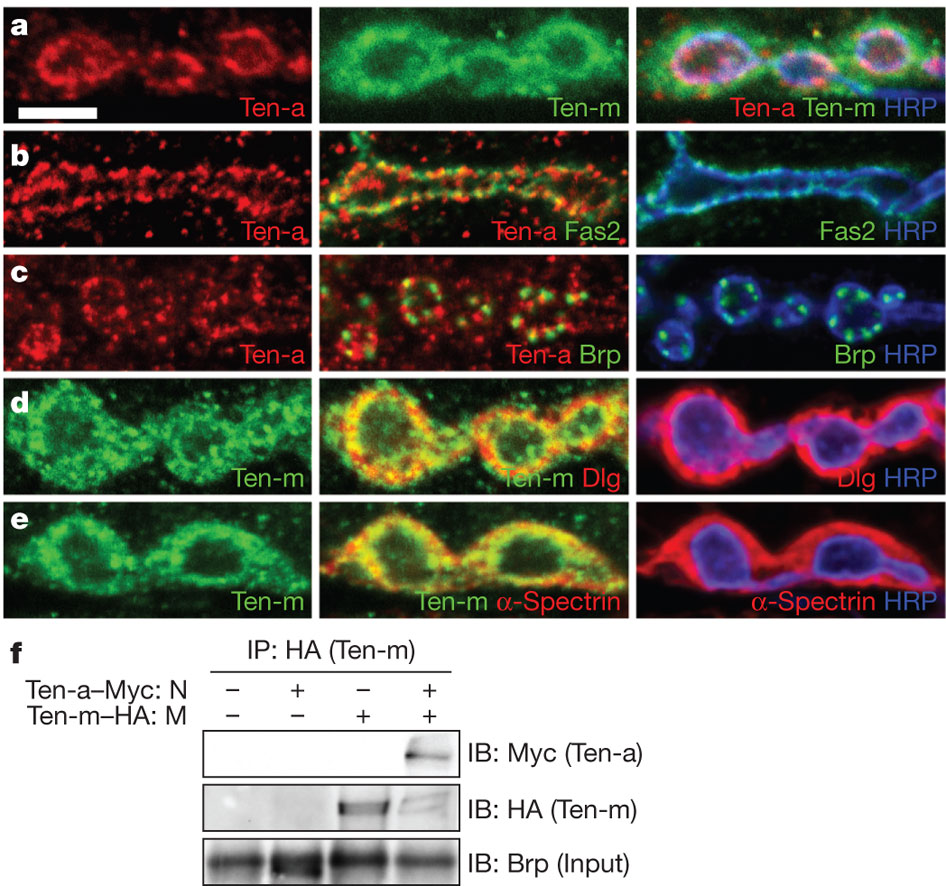 a
Ten-a
Ten-m
Ten-a Ten-m HRP
b
Ten-a
Ten-a Fas2
Fas2 HRP
c
Ten-a
Ten-a Brp
Brp HRP
d
Ten-m
Ten-m Dlg
Dlg HRP
e
Ten-m
Ten-m α-Spectrin
α-Spectrin HRP
f
IP: HA (Ten-m)
Ten-a–Myc: N − + − +
Ten-m–HA: M − − + +
IB: Myc (Ten-a)
IB: HA (Ten-m)
IB: Brp (Input)